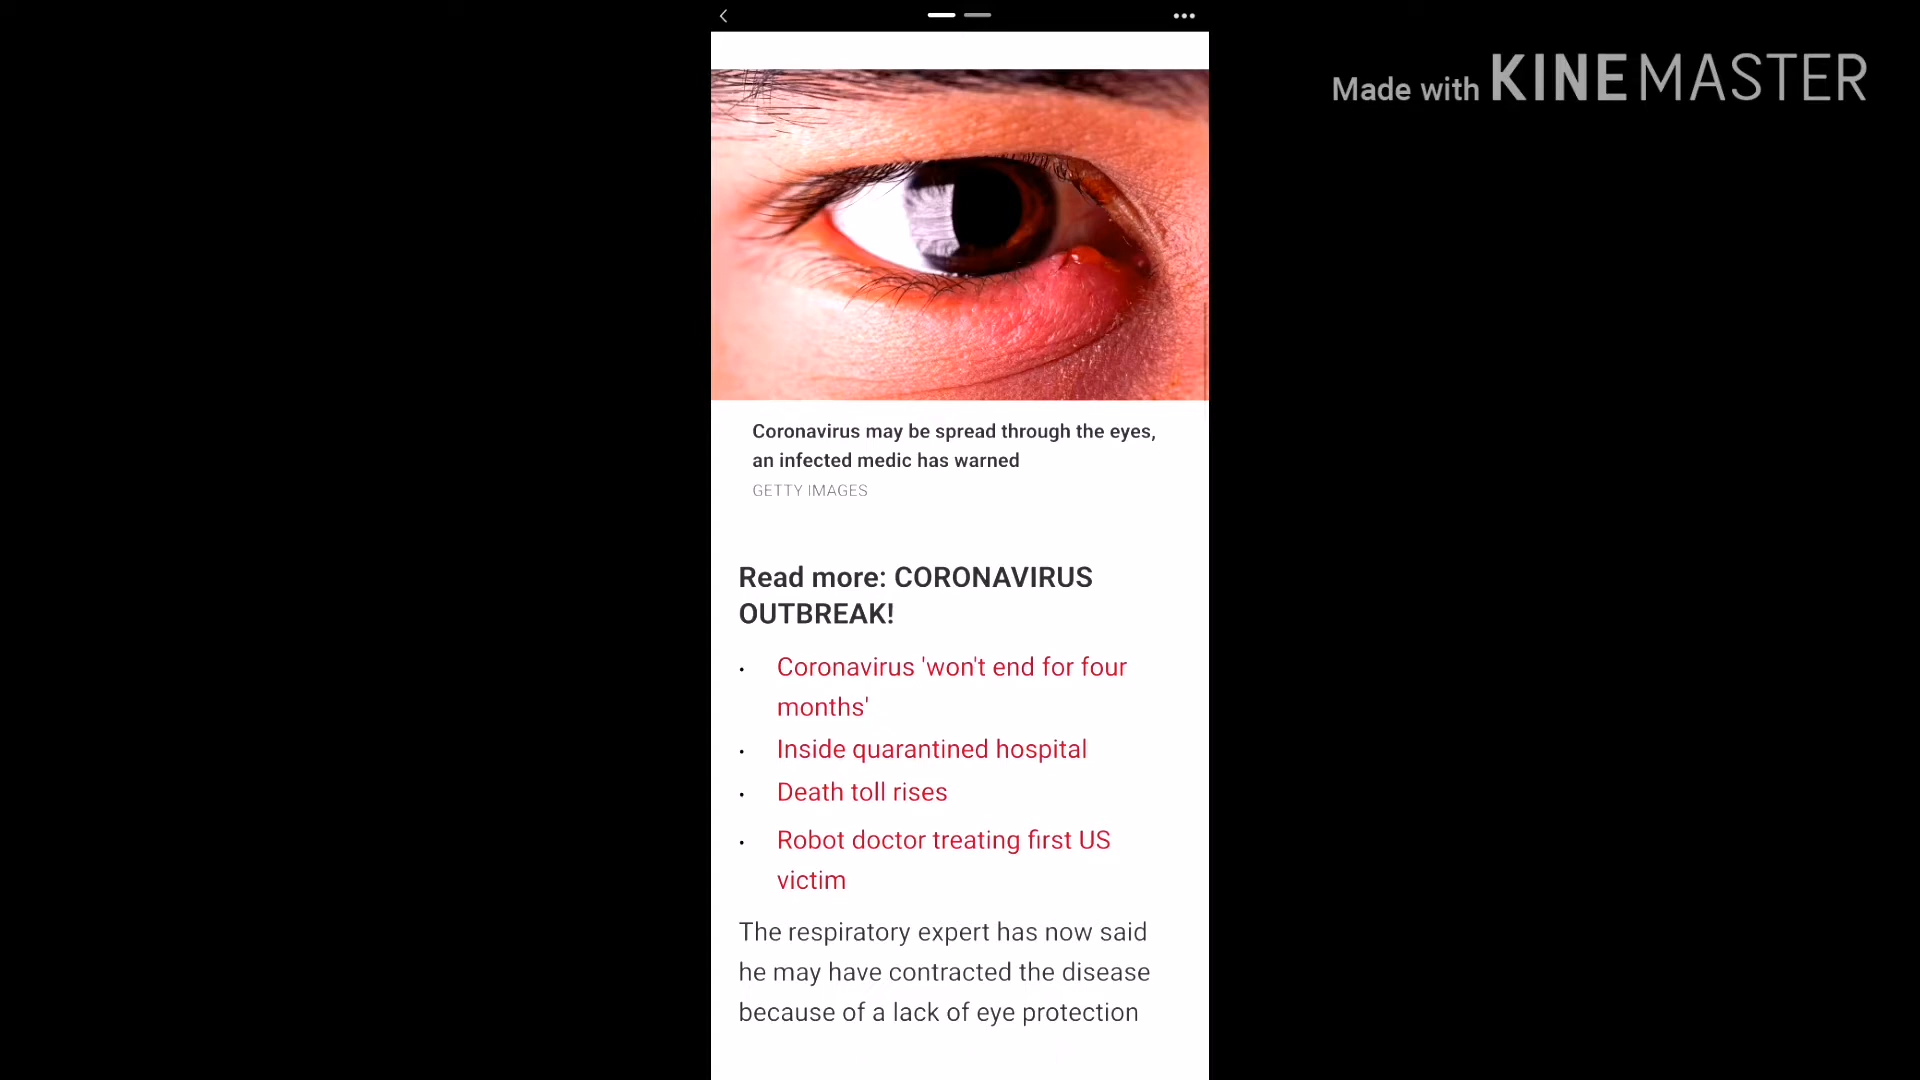 Made with KINEMASTER
Coronavirus may be spread through the eyes,
an infected medic has warned
GETTY IMAGES
Read more: CORONAVIRUS
OUTBREAK!
• Coronavirus 'won't end for four
months'
• Inside quarantined hospital
• Death toll rises
• Robot doctor treating first US
victim
The respiratory expert has now said
he may have contracted the disease
because of a lack of eye protection